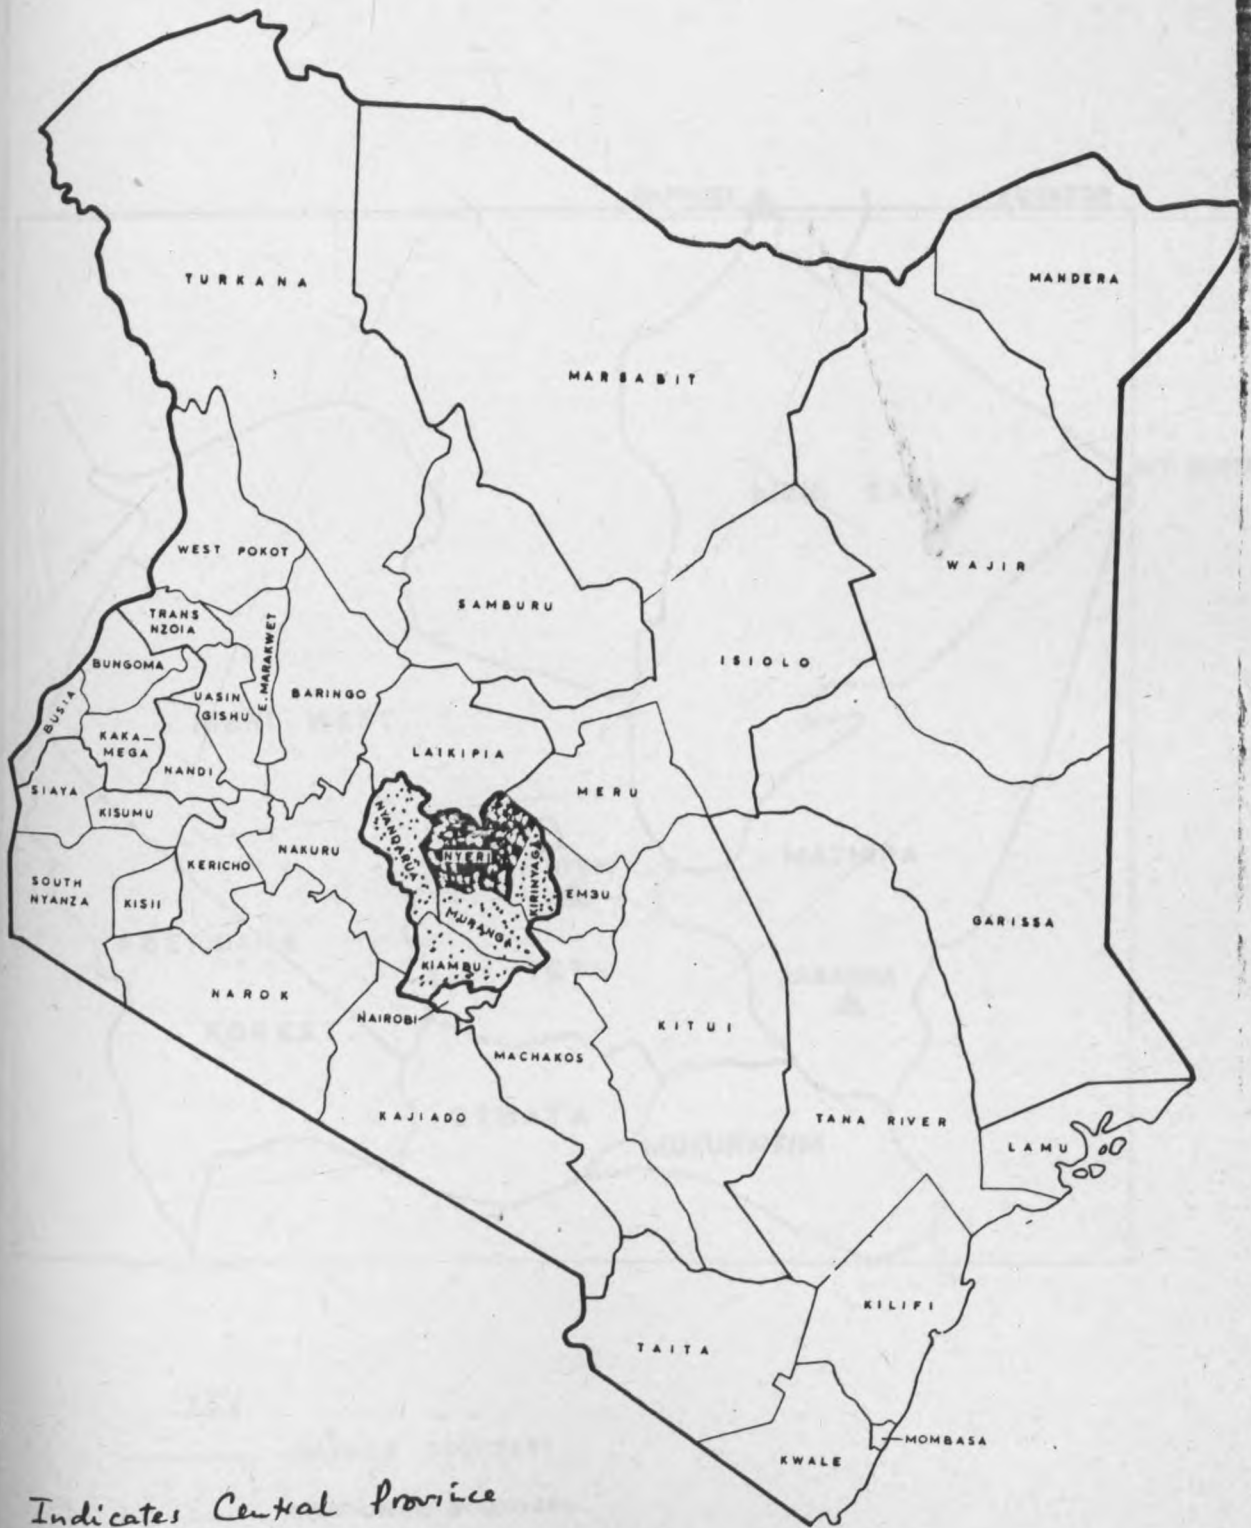 TURKANA
MANDERA
MARSABIT
WEST POKOT
WAJIR
SAMBURU
TRANS
NZOIA
E. MARAKWET
BUNGOMA
ISIOLO
BARINGO
UASIN
GISHU
BUSIA
KAKA—
MEGA
LAIKIPIA
NANDI
SIAYA
MERU
KISUMU
NYANDARUA
NAKURU
NYERI
KERICHO
KIRINYAGA
SOUTH
NYANZA
KISII
EMBU
MURANGA
GARISSA
KIAMBU
NAROK
NAIROBI
KITUI
MACHAKOS
KAJIADO
TANA RIVER
LAMU
KILIFI
TAITA
MOMBASA
KWALE
Indicates Central Province